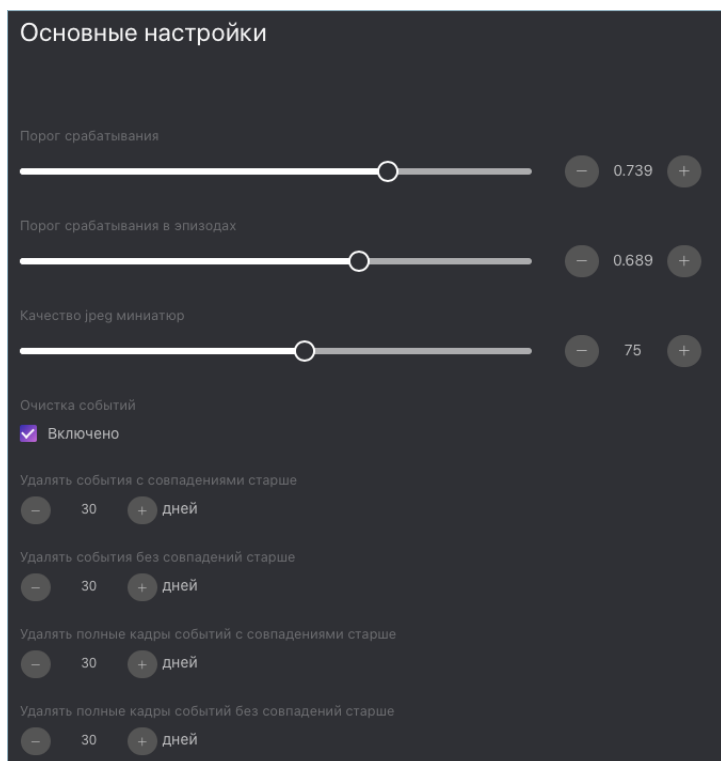 Основные настройки
Порог срабатывания
− 0.739 +
Порог срабатывания в эпизодах
− 0.689 +
Качество jpeg миниатюр
− 75 +
Очистка событий
Включено
Удалять события с совпадениями старше
− 30 + дней
Удалять события без совпадений старше
− 30 + дней
Удалять полные кадры событий с совпадениями старше
− 30 + дней
Удалять полные кадры событий без совпадений старше
− 30 + дней